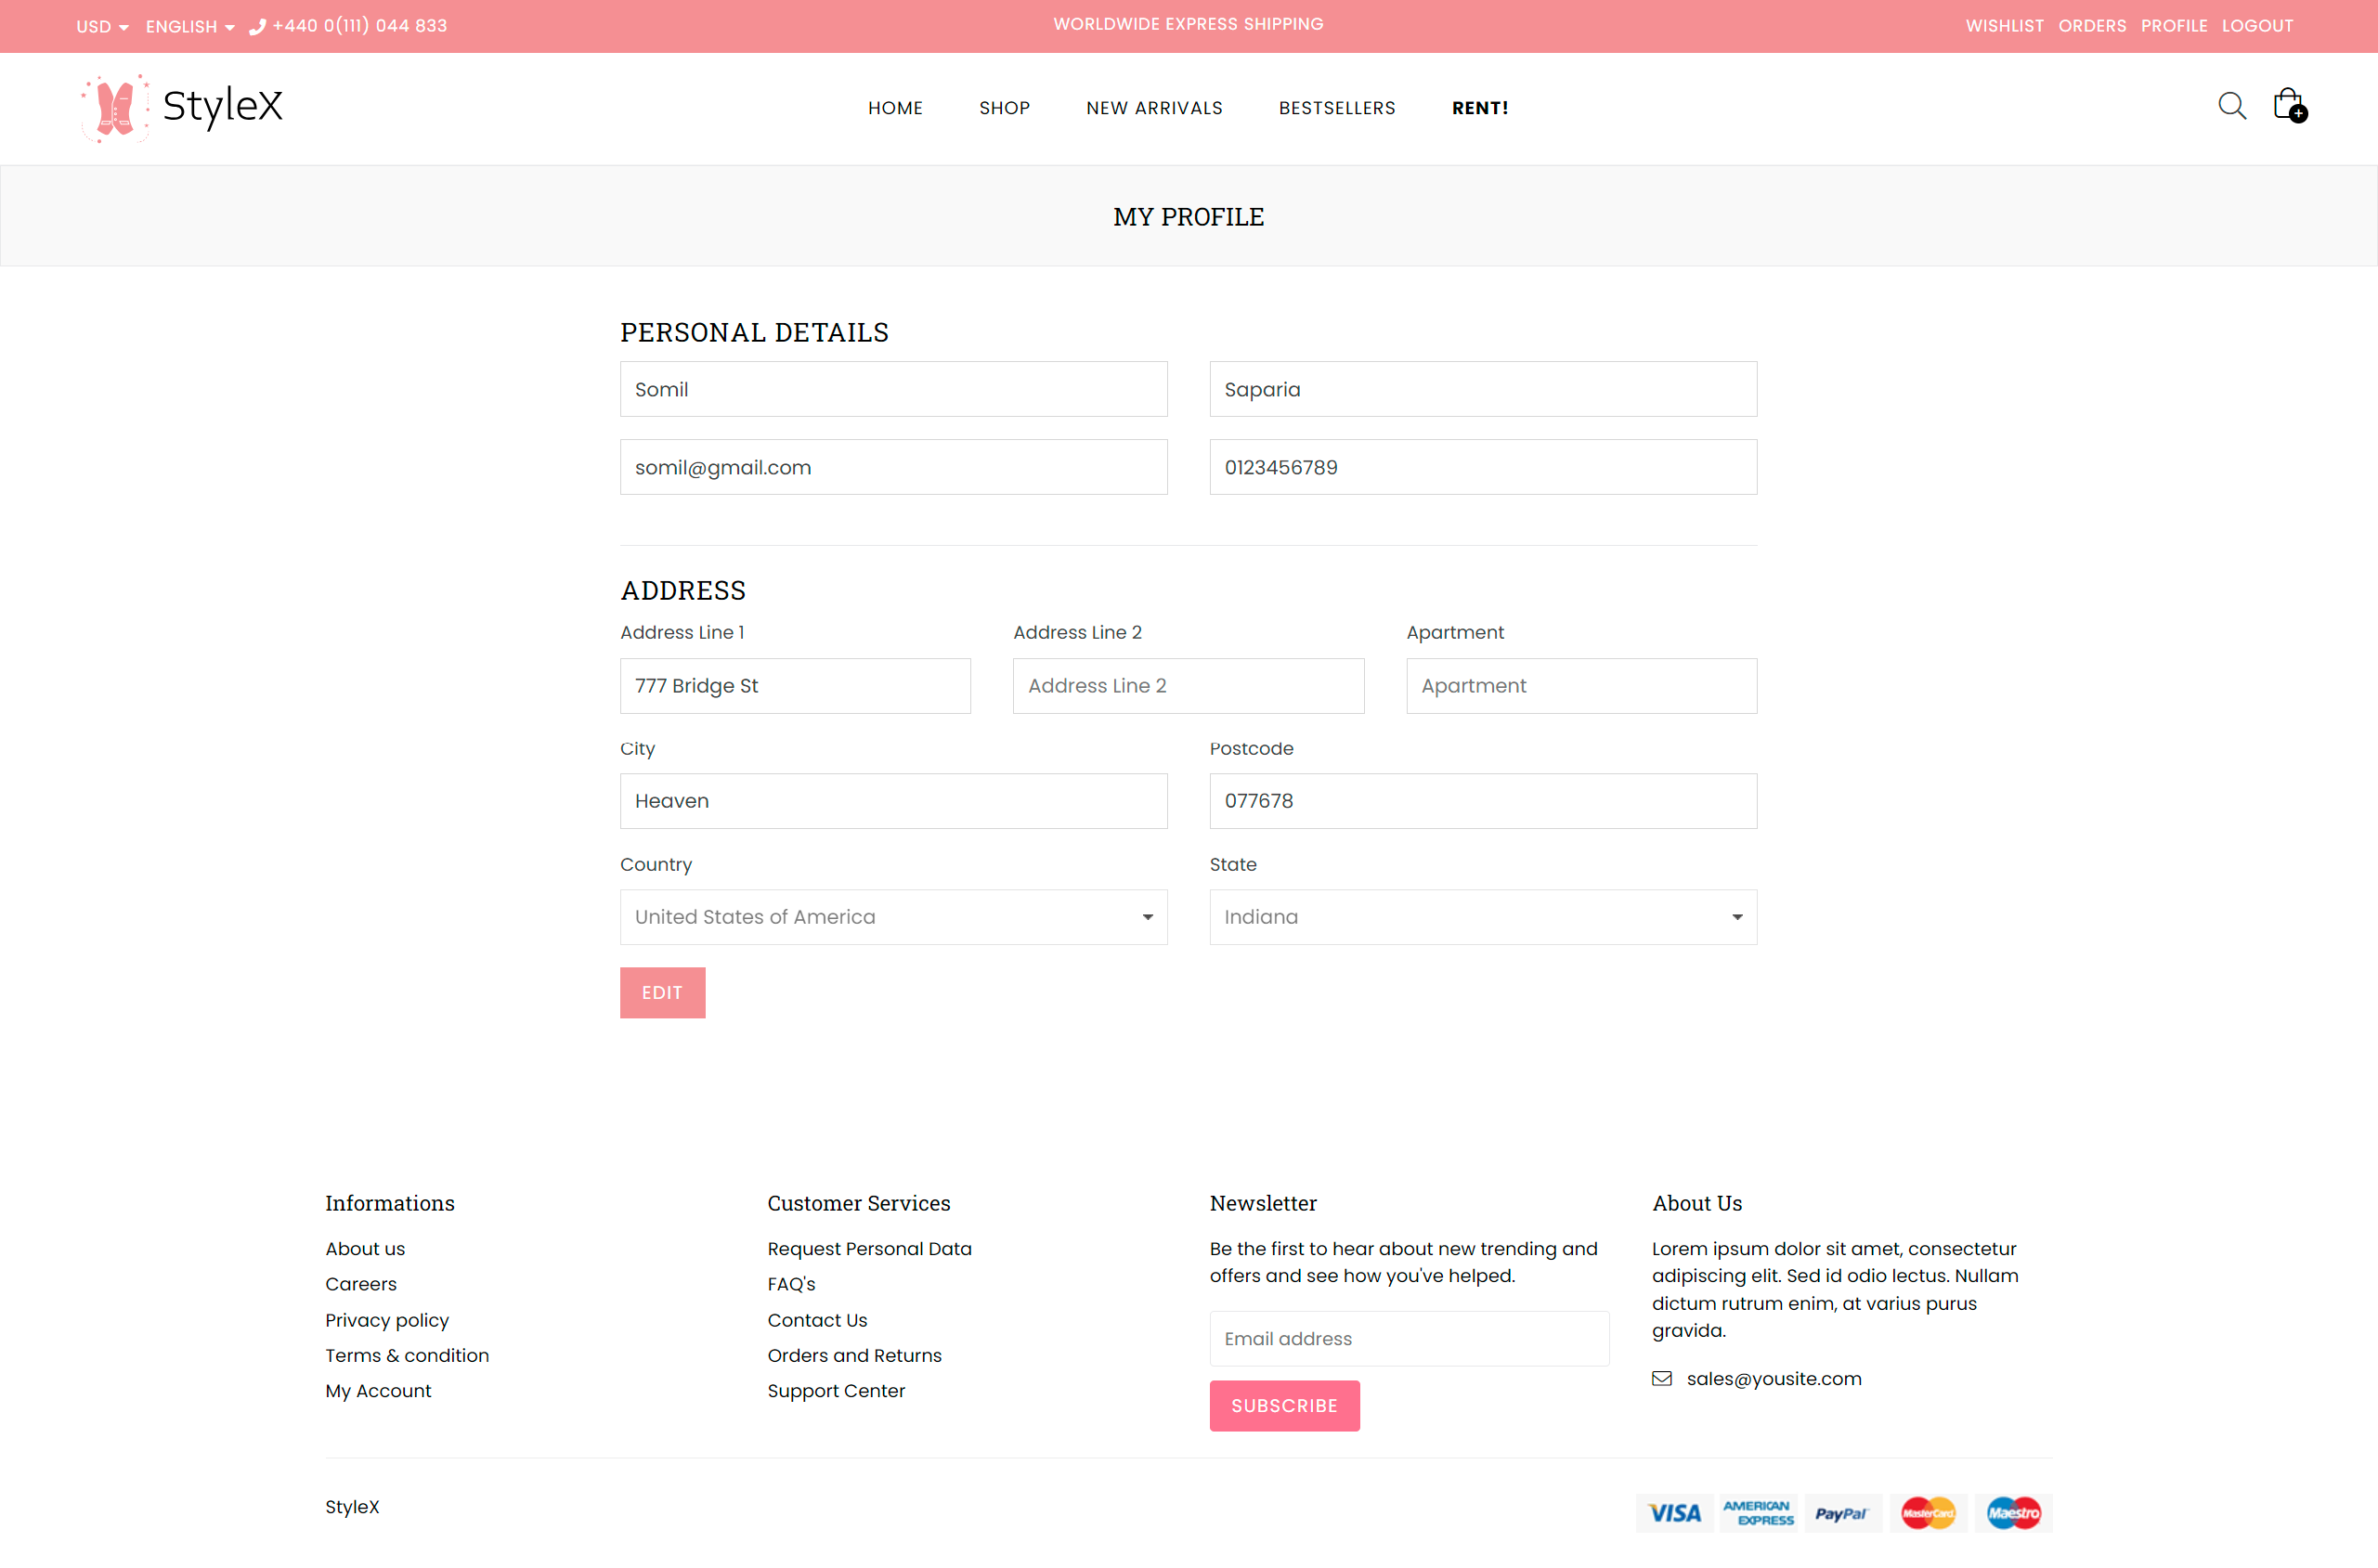 USD ENGLISH +440 0(111) 044 833 WORLDWIDE EXPRESS SHIPPING WISHLIST ORDERS PROFILE LOGOUT
StyleX HOME SHOP NEW ARRIVALS BESTSELLERS RENT!
MY PROFILE
PERSONAL DETAILS
Somil Saparia
somil@gmail.com 0123456789
ADDRESS
Address Line 1 Address Line 2 Apartment
777 Bridge St Address Line 2 Apartment
City Postcode
Heaven 077678
Country State
United States of America Indiana
EDIT
Informations
About us
Careers
Privacy policy
Terms & condition
My Account
Customer Services
Request Personal Data
FAQ's
Contact Us
Orders and Returns
Support Center
Newsletter
Be the first to hear about new trending and
offers and see how you've helped.
Email address
SUBSCRIBE
About Us
Lorem ipsum dolor sit amet, consectetur
adipiscing elit. Sed id odio lectus. Nullam
dictum rutrum enim, at varius purus
gravida.
sales@yousite.com
StyleX
VISA
AMERICAN
EXPRESS
PayPal
MasterCard
Maestro